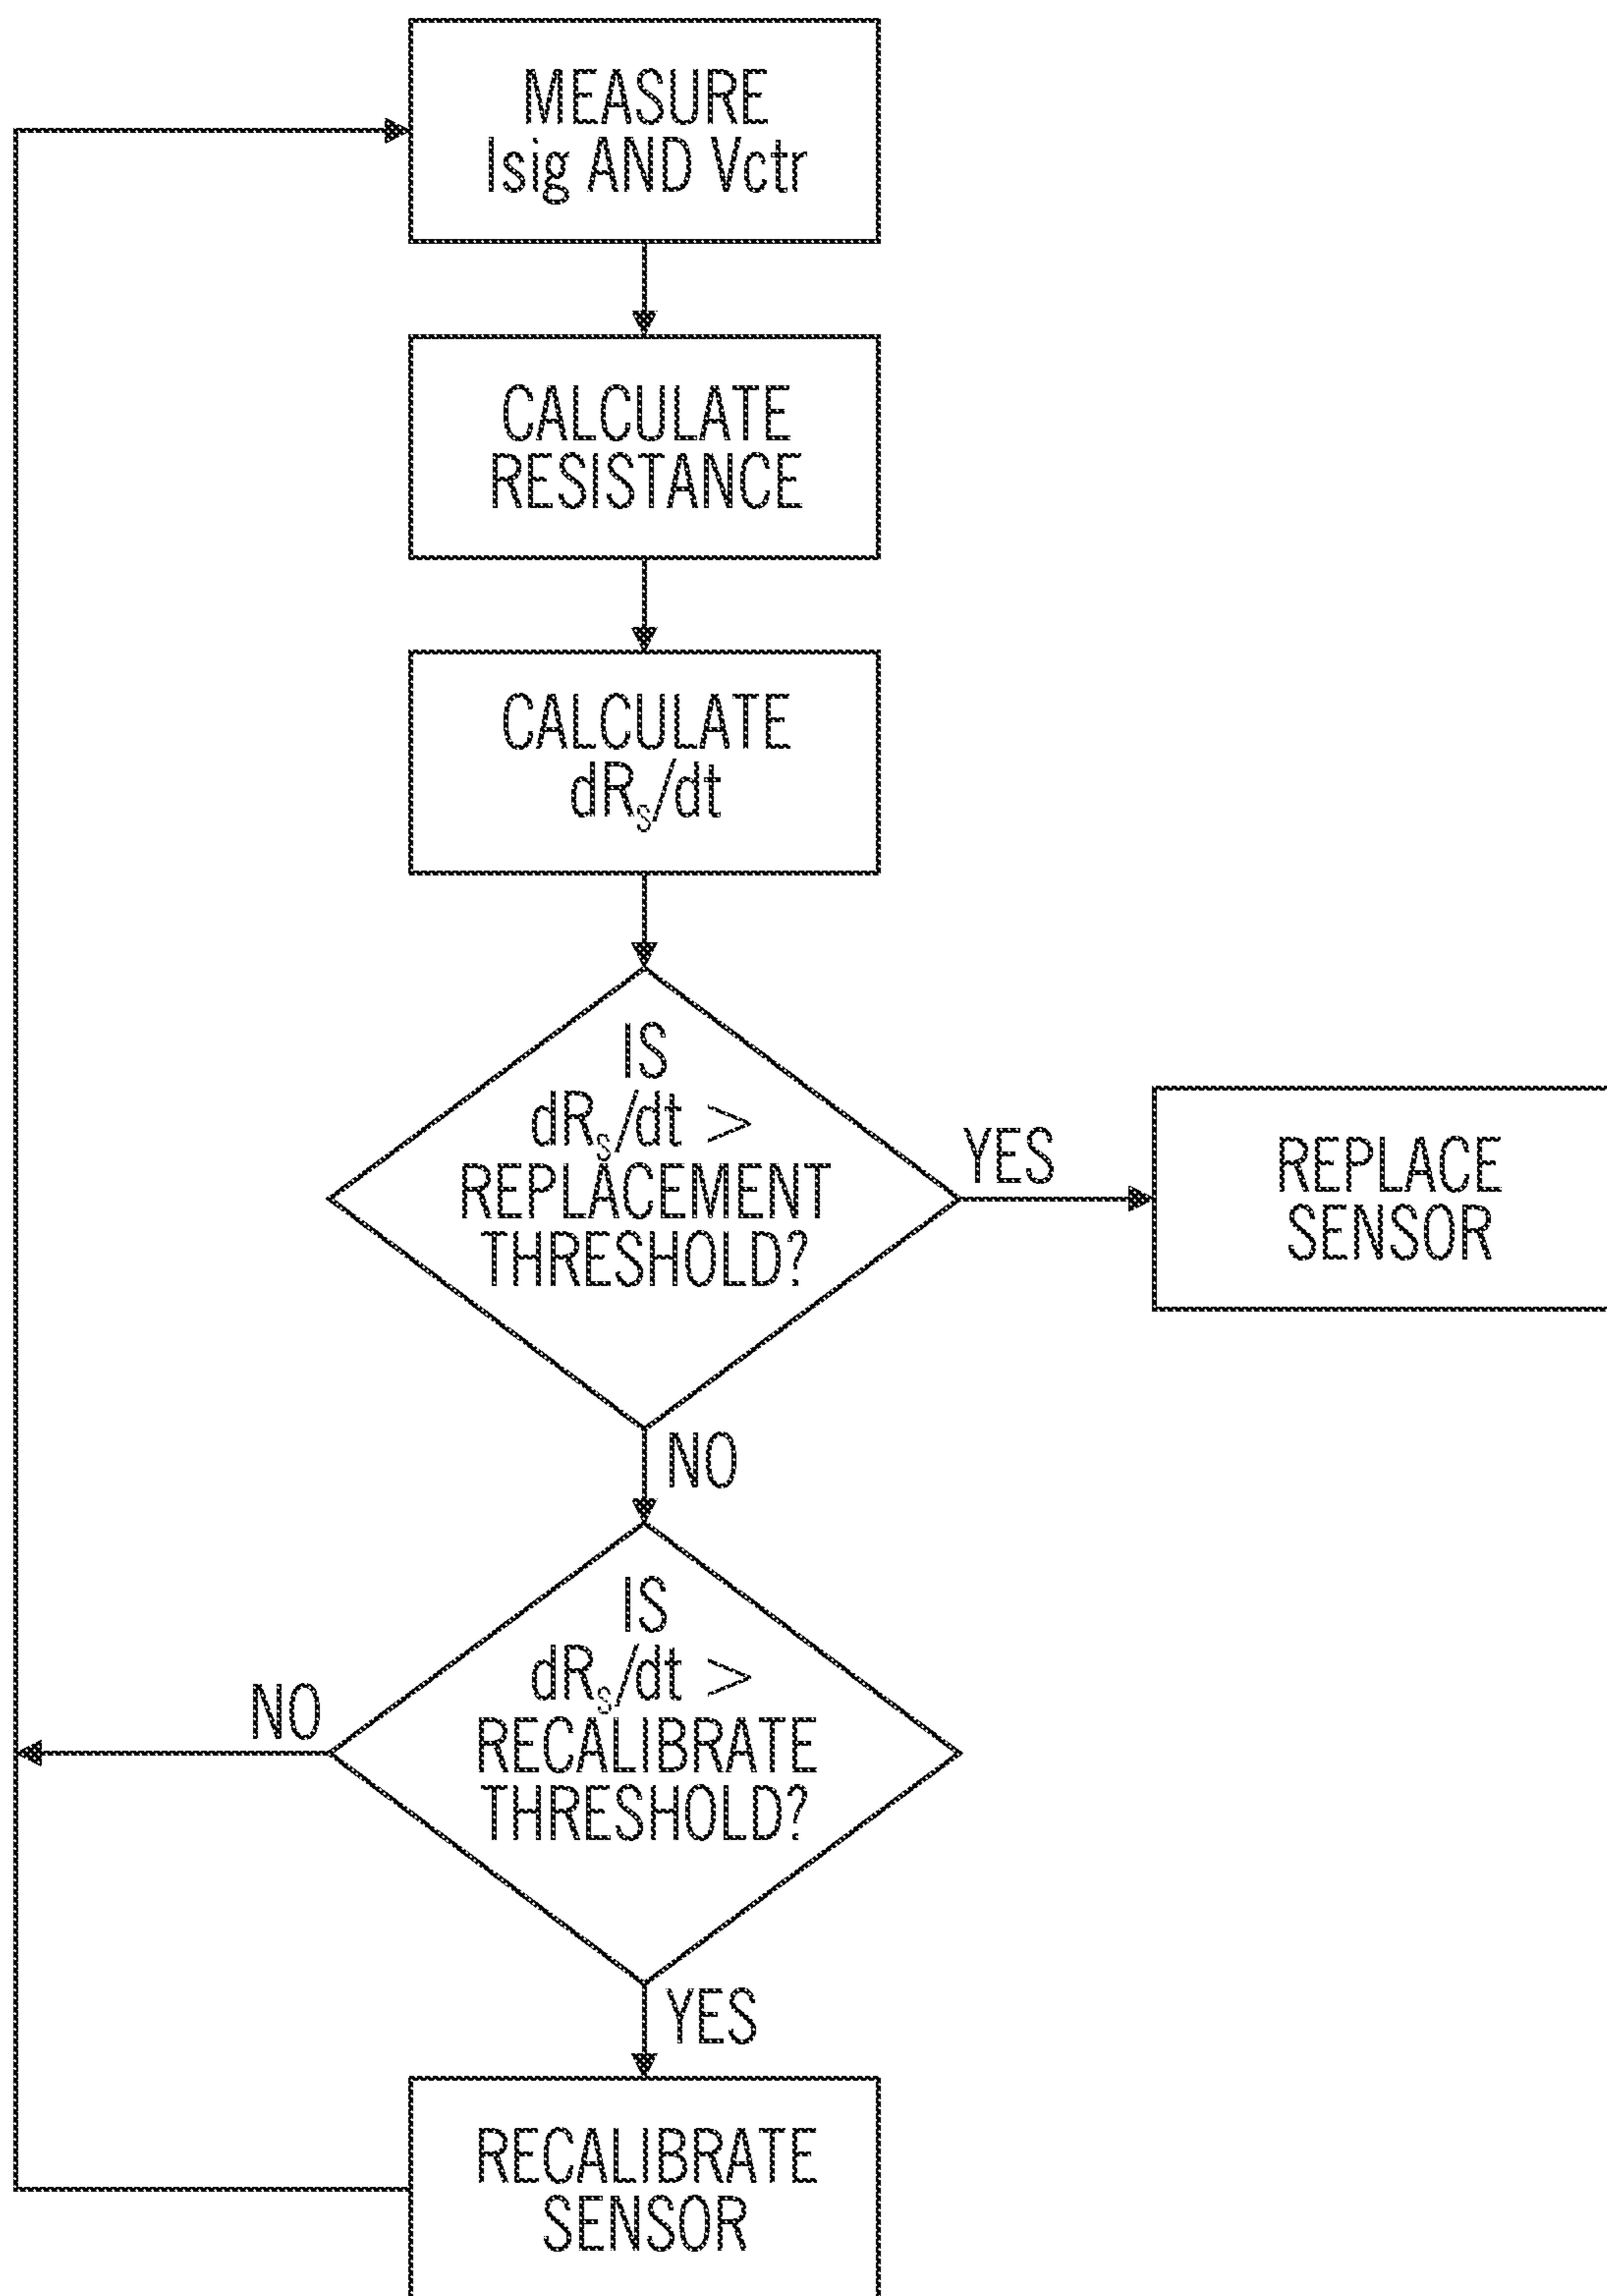 MEASURE
Isig AND Vctr
CALCULATE
RESISTANCE
CALCULATE
dRs/dt
IS
dRs/dt >
REPLACEMENT
THRESHOLD?
YES
REPLACE
SENSOR
NO
IS
dRs/dt >
RECALIBRATE
THRESHOLD?
NO
YES
RECALIBRATE
SENSOR